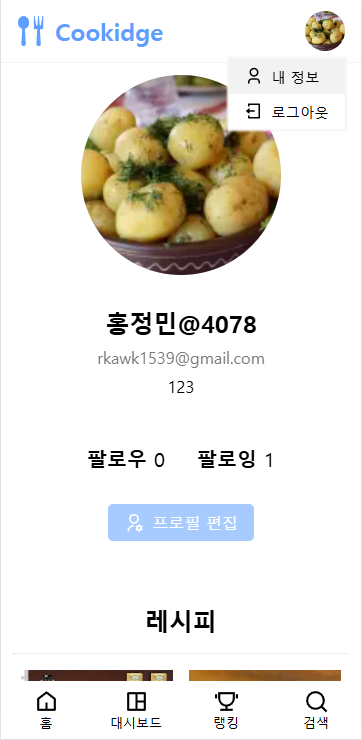 Cookidge
내 정보
로그아웃
홍정민@4078
rkawk1539@gmail.com
123
팔로우 0 팔로잉 1
프로필 편집
레시피
홈 대시보드 랭킹 검색